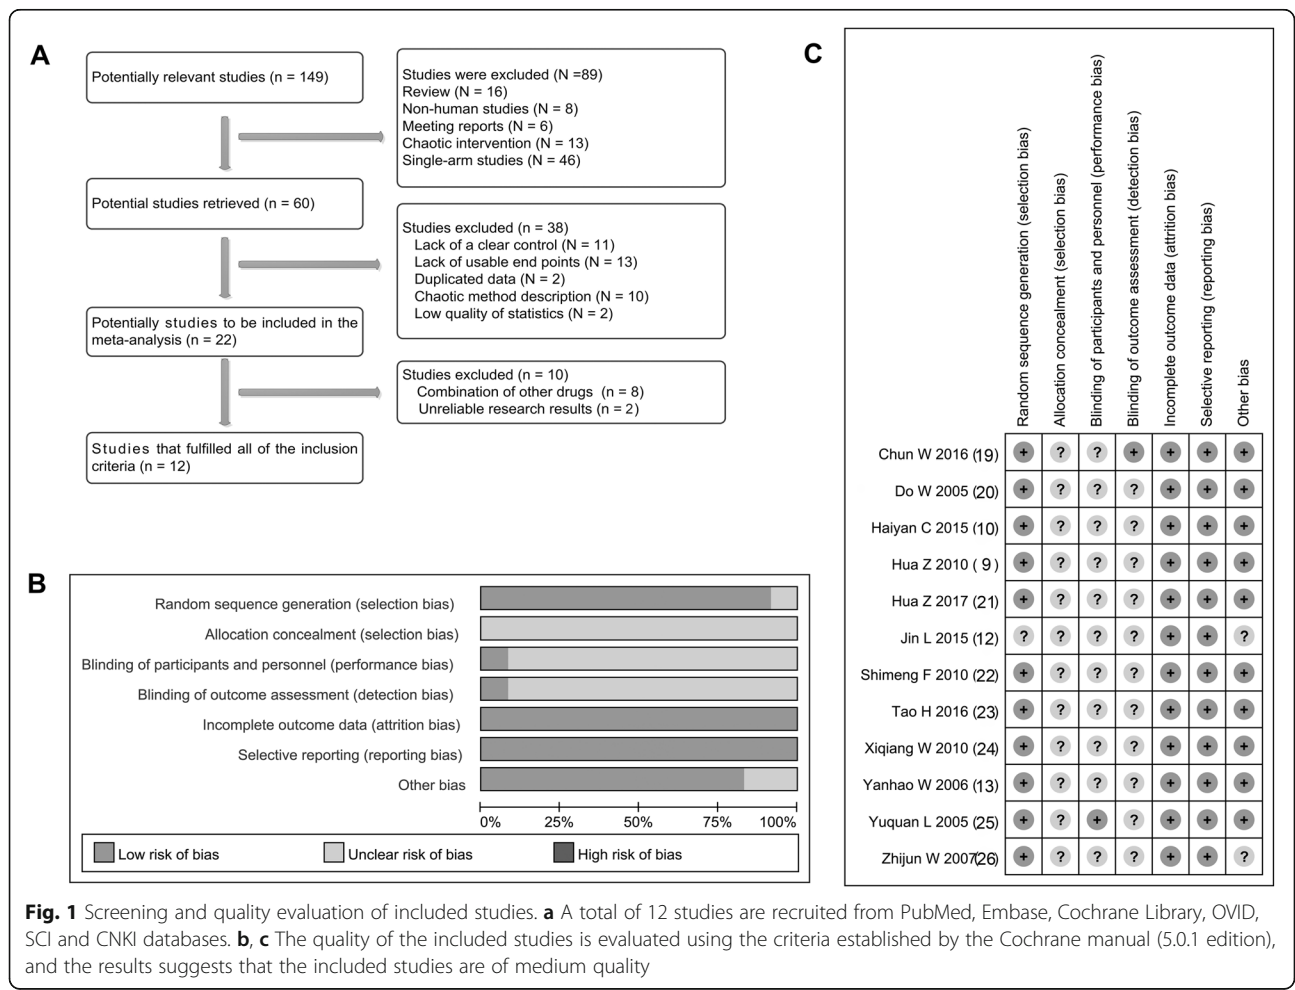 A
Potentially relevant studies (n = 149)
Studies were excluded (N =89)
Review (N = 16)
Non-human studies (N = 8)
Meeting reports (N = 6)
Chaotic intervention (N = 13)
Single-arm studies (N = 46)
Potential studies retrieved (n = 60)
Studies excluded (n = 38)
Lack of a clear control (N = 11)
Lack of usable end points (N = 13)
Duplicated data (N = 2)
Chaotic method description (N = 10)
Low quality of statistics (N = 2)
Potentially studies to be included in the
meta-analysis (n = 22)
Studies excluded (n = 10)
Combination of other drugs (n = 8)
Unreliable research results (n = 2)
Studies that fulfilled all of the inclusion
criteria (n = 12)
B
Random sequence generation (selection bias)
Allocation concealment (selection bias)
Blinding of participants and personnel (performance bias)
Blinding of outcome assessment (detection bias)
Incomplete outcome data (attrition bias)
Selective reporting (reporting bias)
Other bias
0% 25% 50% 75% 100%
Low risk of bias Unclear risk of bias High risk of bias
C
Random sequence generation (selection bias)
Allocation concealment (selection bias)
Blinding of participants and personnel (performance bias)
Blinding of outcome assessment (detection bias)
Incomplete outcome data (attrition bias)
Selective reporting (reporting bias)
Other bias
Chun W 2016 (19) + ? ? + + + +
Do W 2005 (20) + ? ? ? + + +
Haiyan C 2015 (10) + ? ? ? + + +
Hua Z 2010 ( 9 ) + ? ? ? + + +
Hua Z 2017 (21) + ? ? ? + + +
Jin L 2015 (12) ? ? ? ? + + ?
Shimeng F 2010 (22) + ? ? ? + + +
Tao H 2016 (23) + ? ? ? + + +
Xiqiang W 2010 (24) + ? ? ? + + +
Yanhao W 2006 (13) + ? ? ? + + +
Yuquan L 2005 (25) + ? + ? + + +
Zhijun W 2007(26) + ? ? ? + + ?
Fig. 1 Screening and quality evaluation of included studies. a A total of 12 studies are recruited from PubMed, Embase, Cochrane Library, OVID,
SCI and CNKI databases. b, c The quality of the included studies is evaluated using the criteria established by the Cochrane manual (5.0.1 edition),
and the results suggests that the included studies are of medium quality